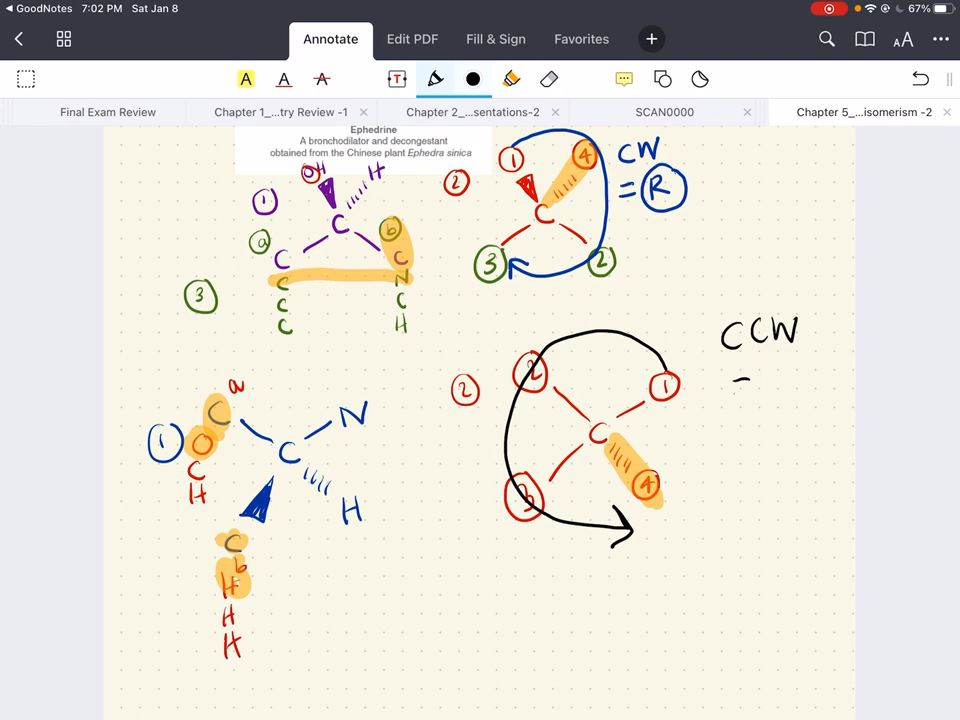 GoodNotes 7:02 PM Sat Jan 8 67%
Annotate Edit PDF Fill & Sign Favorites
AA
A A A T
Final Exam Review Chapter 1_...try Review -1 Chapter 2_...sentations-2 SCAN0000 Chapter 5_...isomerism -2
Ephedrine
A bronchodilator and decongestant
obtained from the Chinese plant Ephedra sinica
OH H
1
C
a b
C C
C N
C C
C H
3
2
1 4
C
3 2
CW
= R
a
C N
1 O C
C
H
H
C
b
H
H
H
2
2 1
C
3 4
CCW